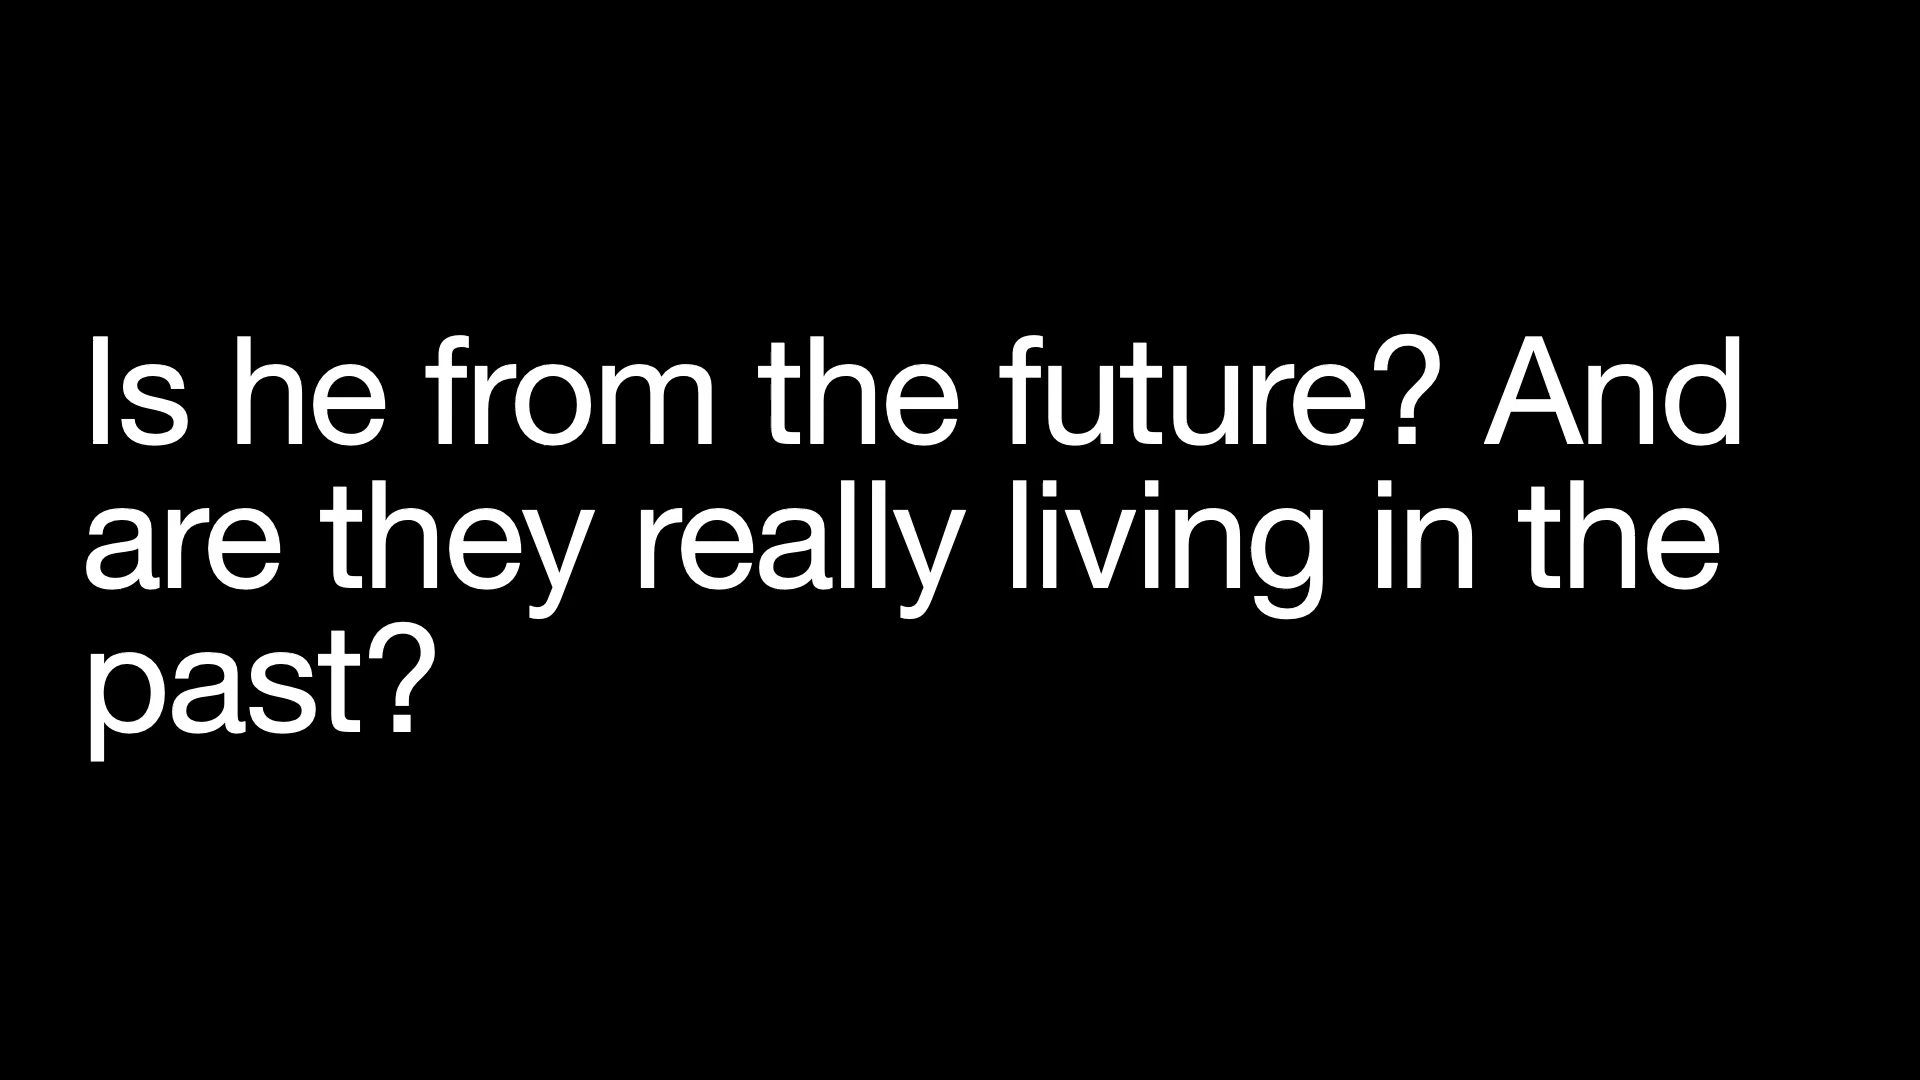 Is he from the future? And
are they really living in the
past?